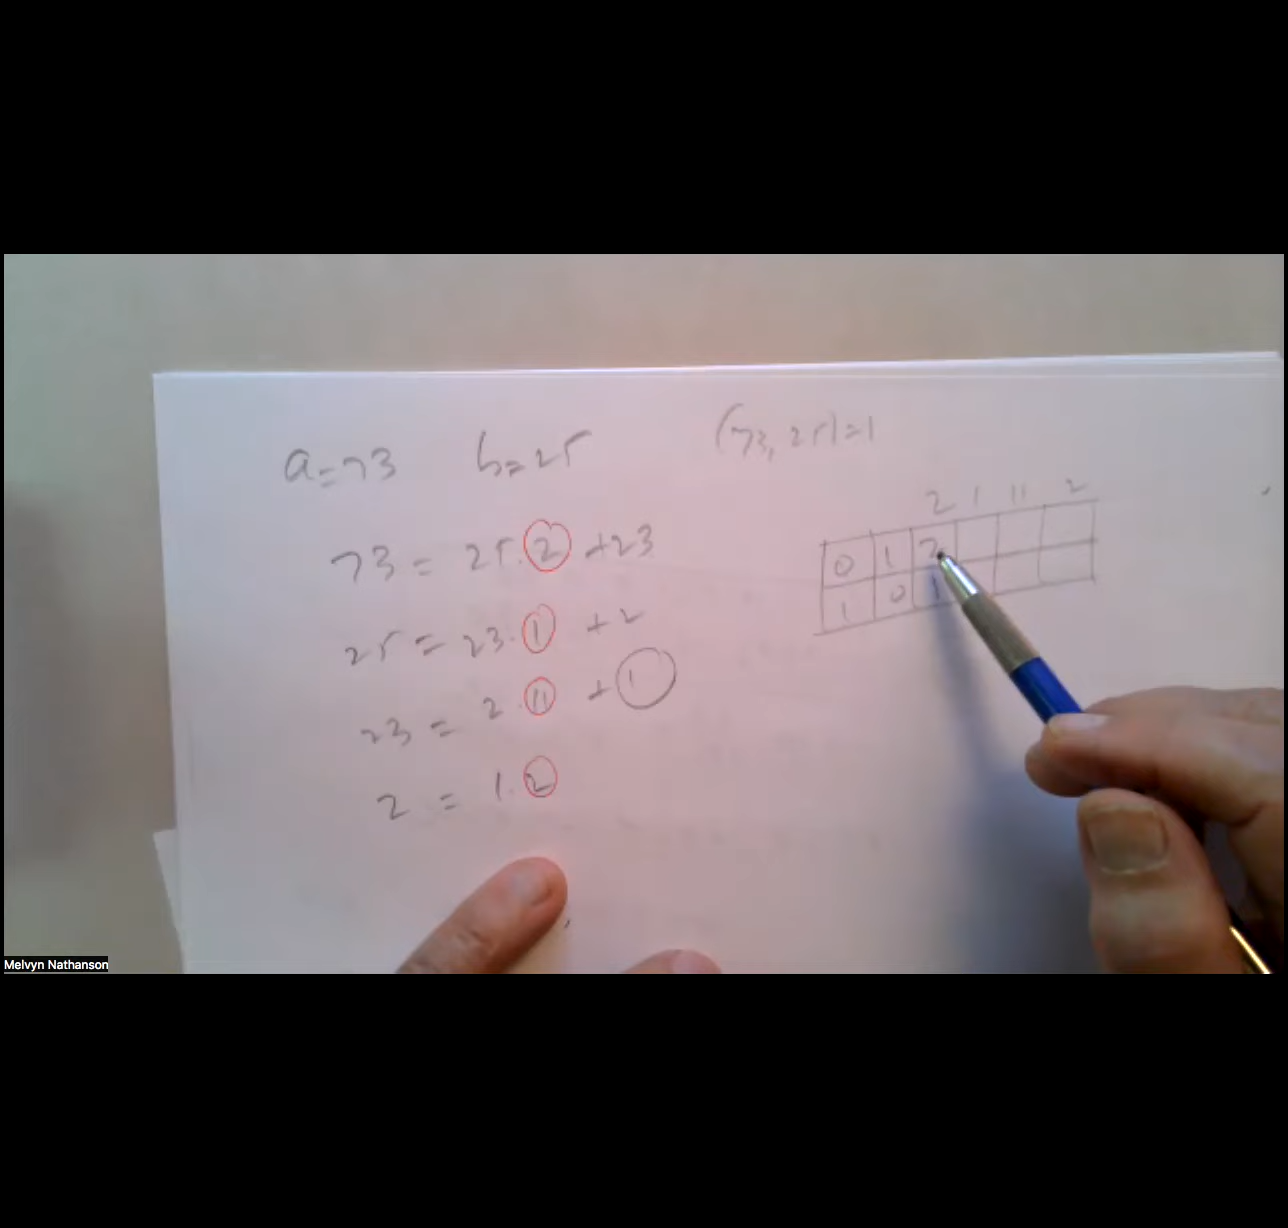 a=73 b=25 (73, 25)=1
73 = 25.2 +23
25 = 23.1 +2
23 = 2.11 +1
2 = 1.2
2 1 11 2
0 1 2
1 0 1
Melvyn Nathanson